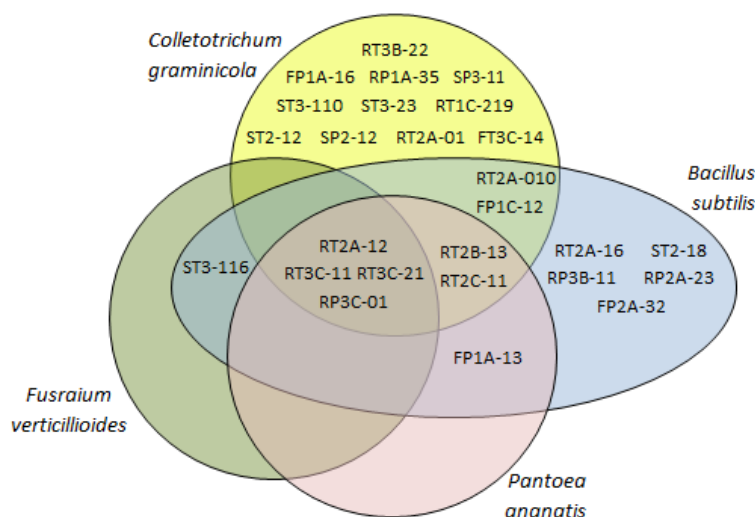 Colletotrichum
graminicola
RT3B-22
FP1A-16 RP1A-35 SP3-11
ST3-110 ST3-23 RT1C-219
ST2-12 SP2-12 RT2A-01 FT3C-14
RT2A-010
FP1C-12
Bacillus
subtilis
ST3-116
RT2A-12
RT3C-11 RT3C-21
RP3C-01
RT2B-13
RT2C-11
RT2A-16 ST2-18
RP3B-11 RP2A-23
FP2A-32
FP1A-13
Fusraium
verticillioides
Pantoea
ananatis